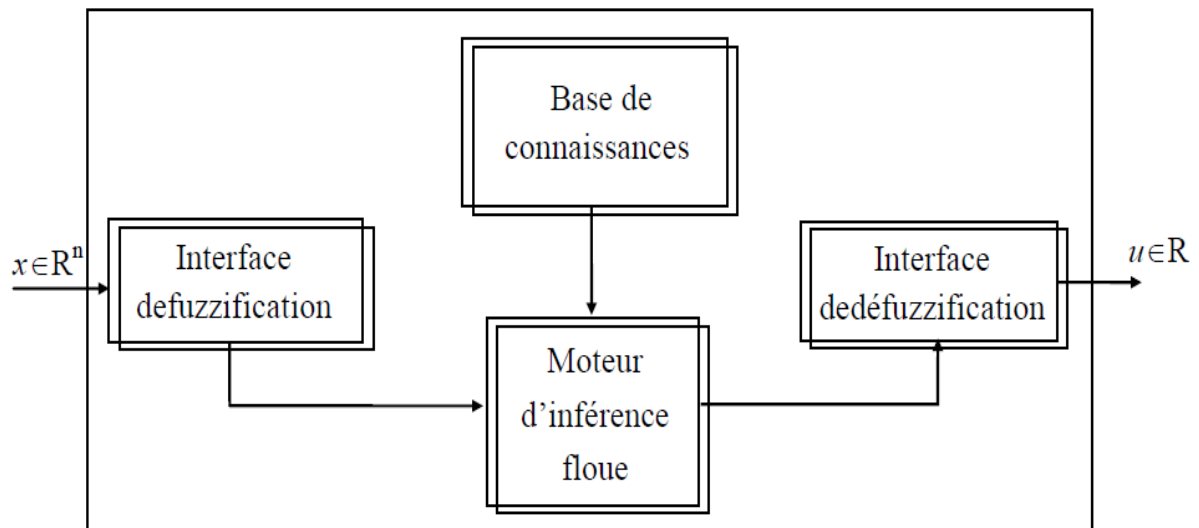 Base de
connaissances
x∈Rⁿ
Interface
defuzzification
Moteur
d’inférence
floue
Interface
dedéfuzzification
u∈R